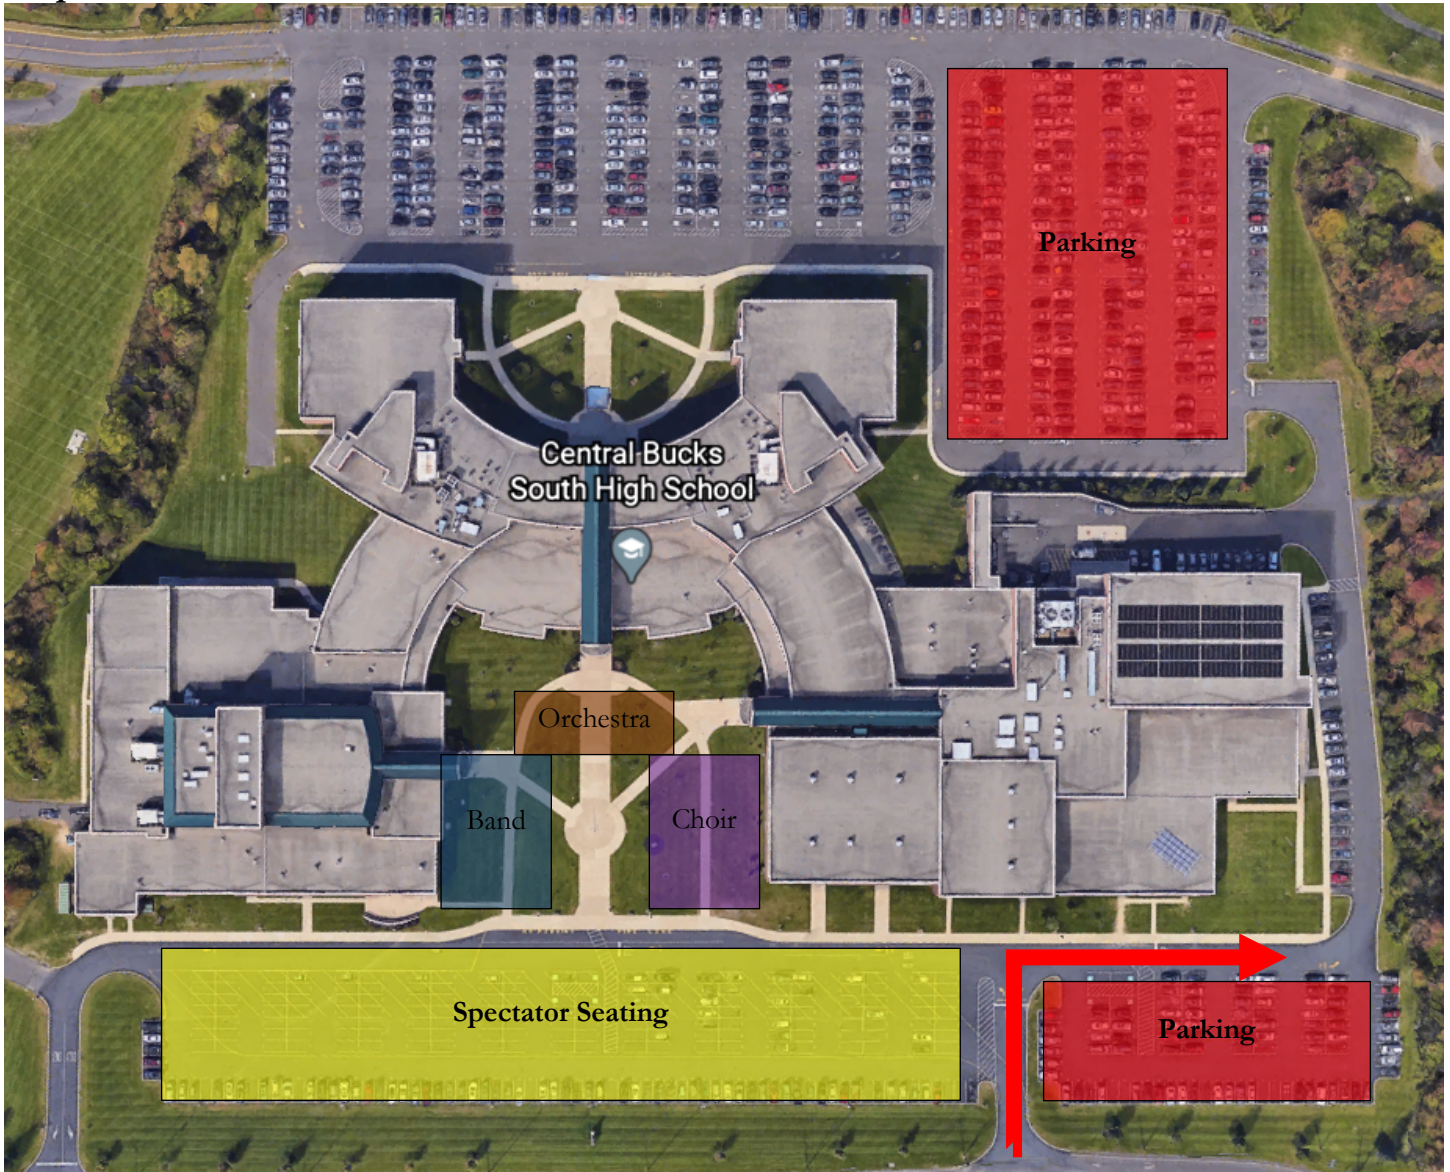 Parking
Central Bucks
South High School
Orchestra
Band
Choir
Spectator Seating
Parking